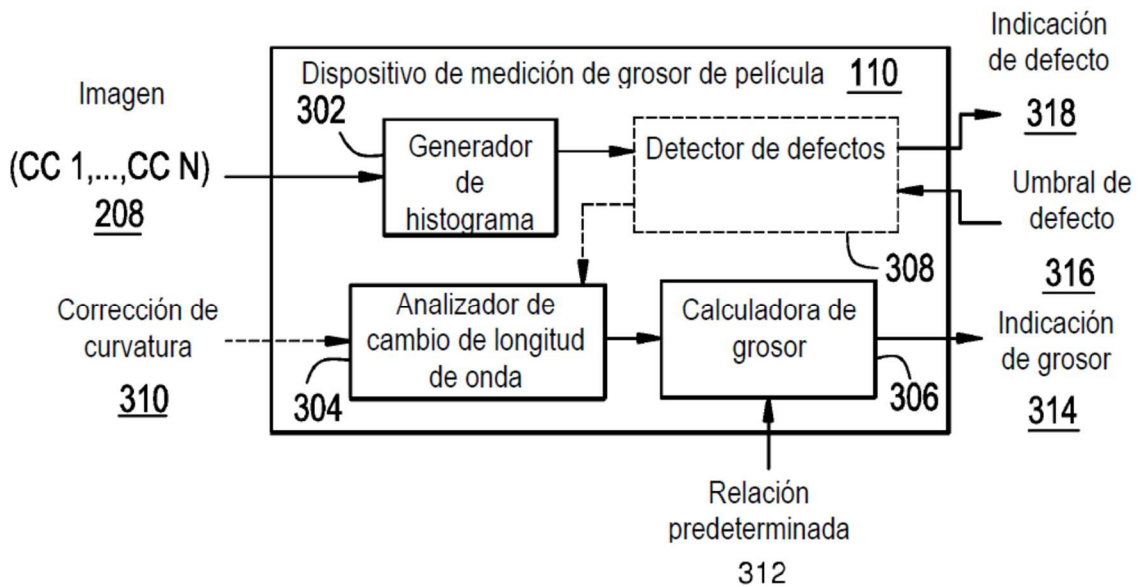 Imagen
(CC 1,...,CC N)
208
Corrección de
curvatura
310
Dispositivo de medición de grosor de película 110
302
Generador
de
histograma
Detector de defectos
308
Analizador de
cambio de longitud
de onda
304
Calculadora de
grosor
306
Indicación
de defecto
318
Umbral de
defecto
316
Indicación
de grosor
314
Relación
predeterminada
312